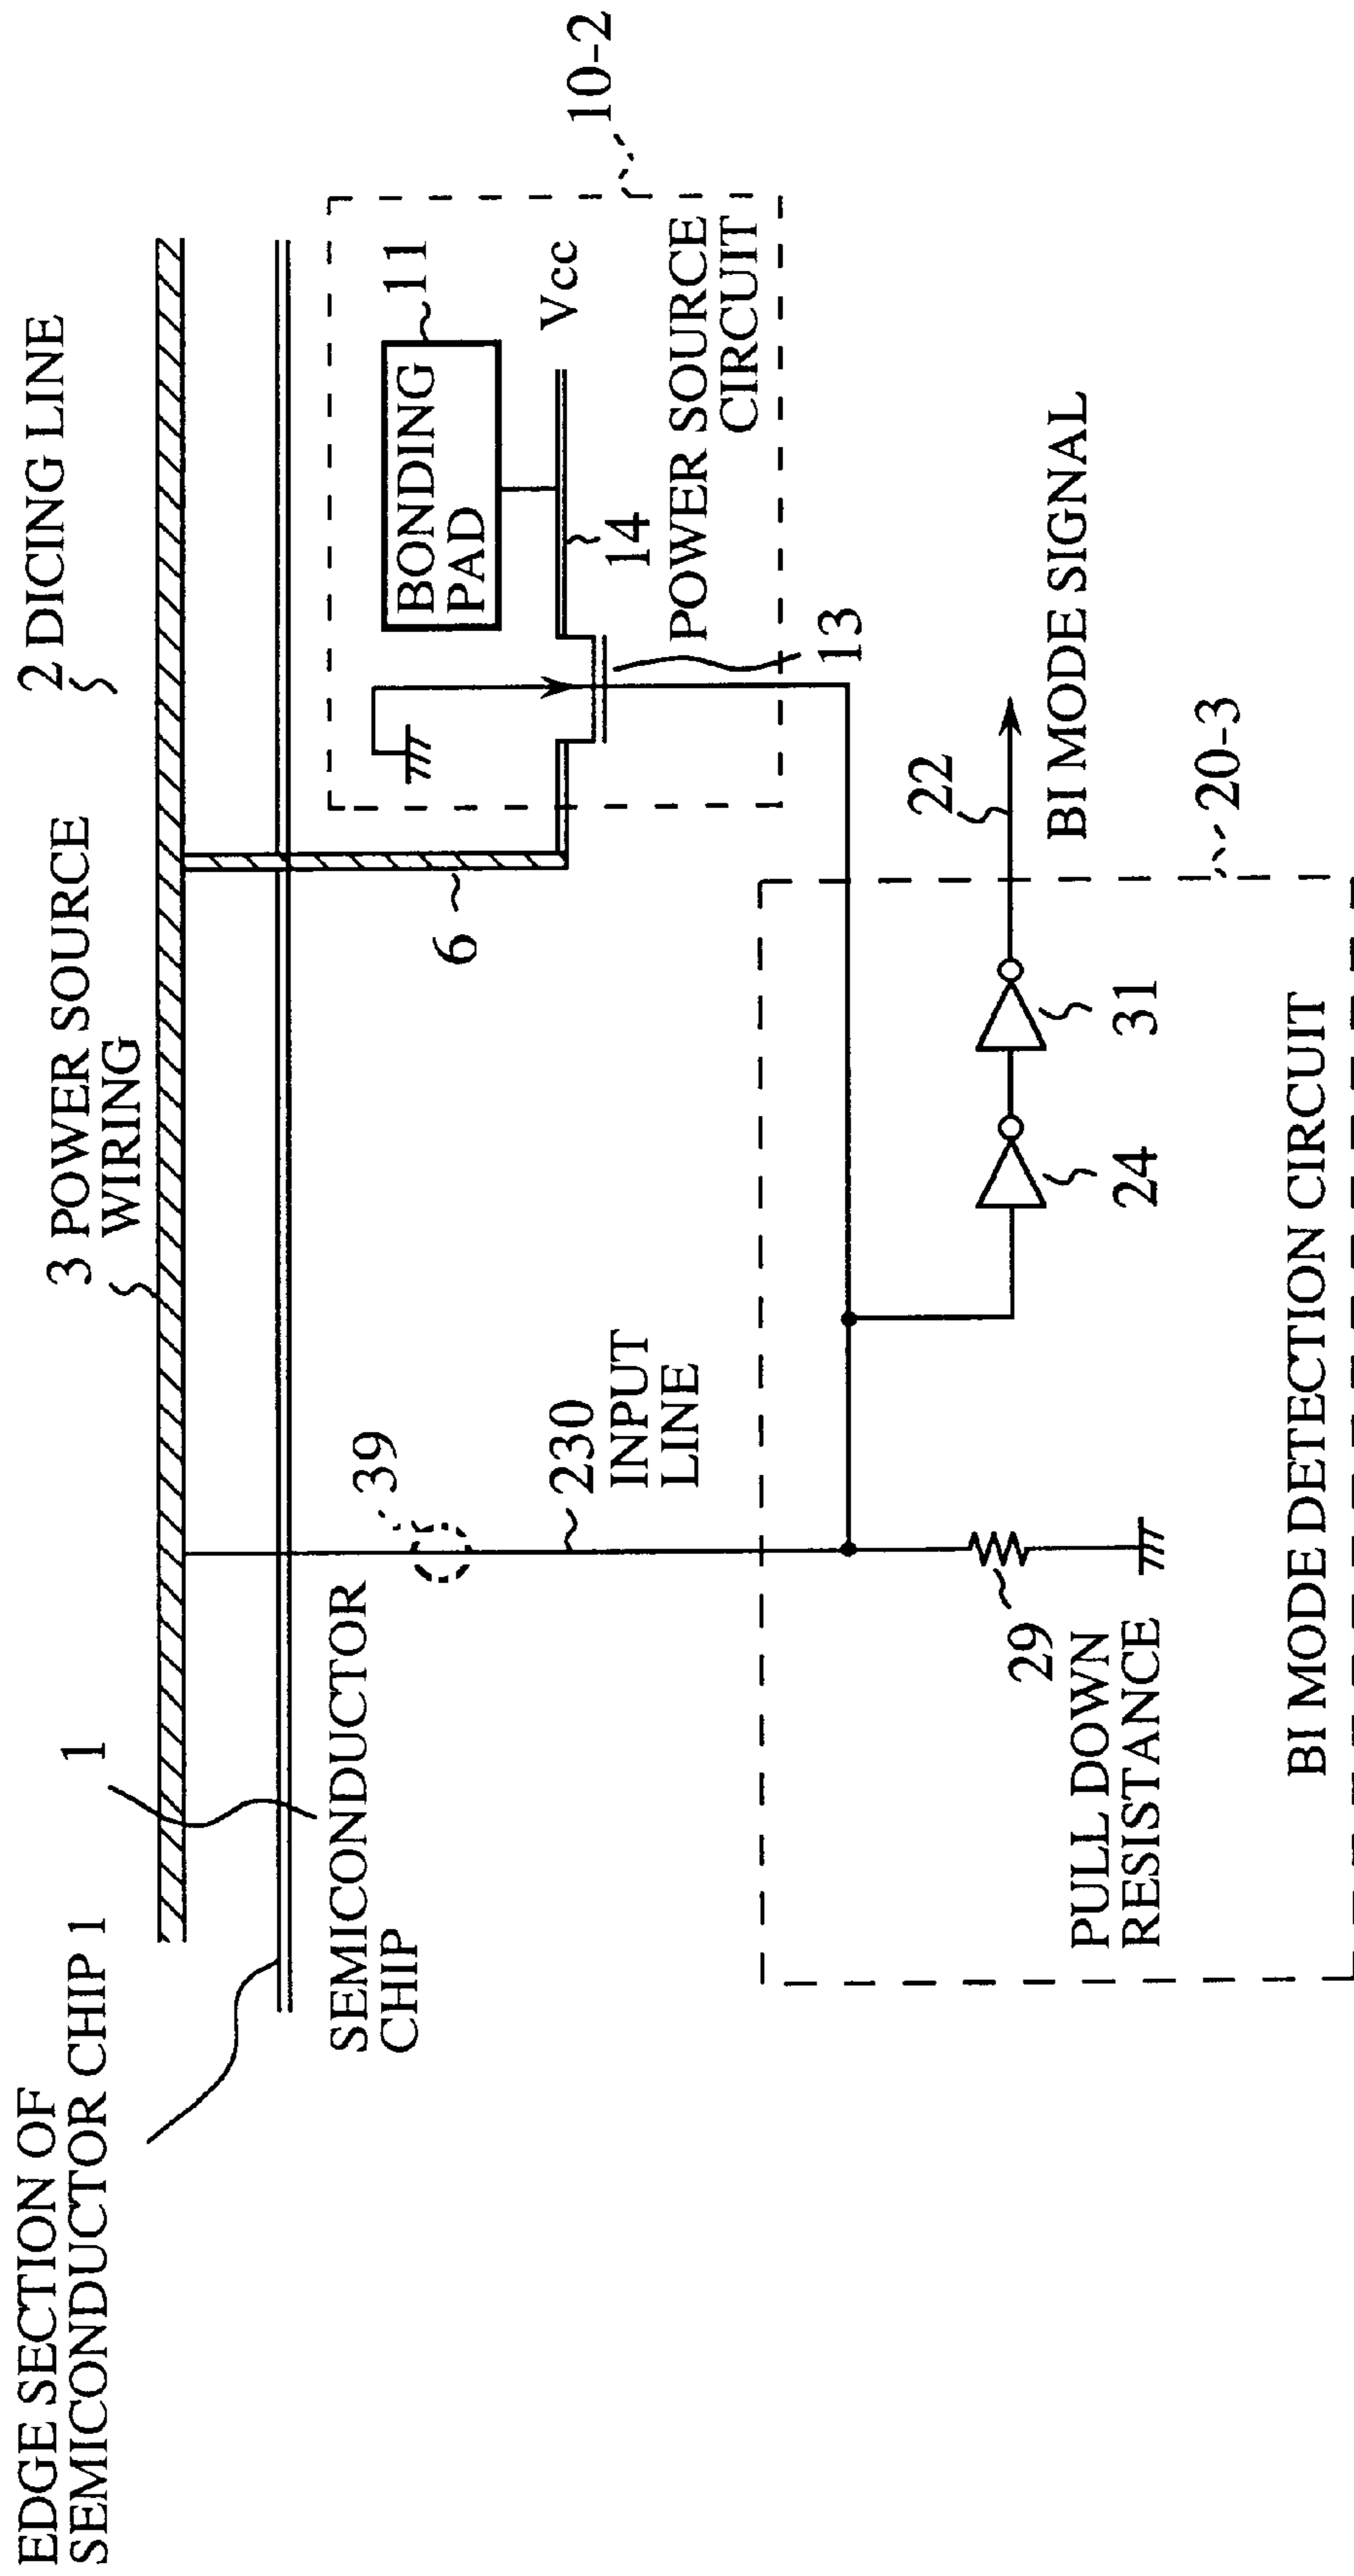 EDGE SECTION OF
SEMICONDUCTOR CHIP 1
1
3 POWER SOURCE
WIRING
2 DICING LINE
SEMICONDUCTOR
CHIP
39
230
INPUT
LINE
6
BONDING
PAD
11
Vcc
14
10-2
POWER SOURCE
CIRCUIT
13
22
BI MODE SIGNAL
20-3
29
PULL DOWN
RESISTANCE
24
31
BI MODE DETECTION CIRCUIT